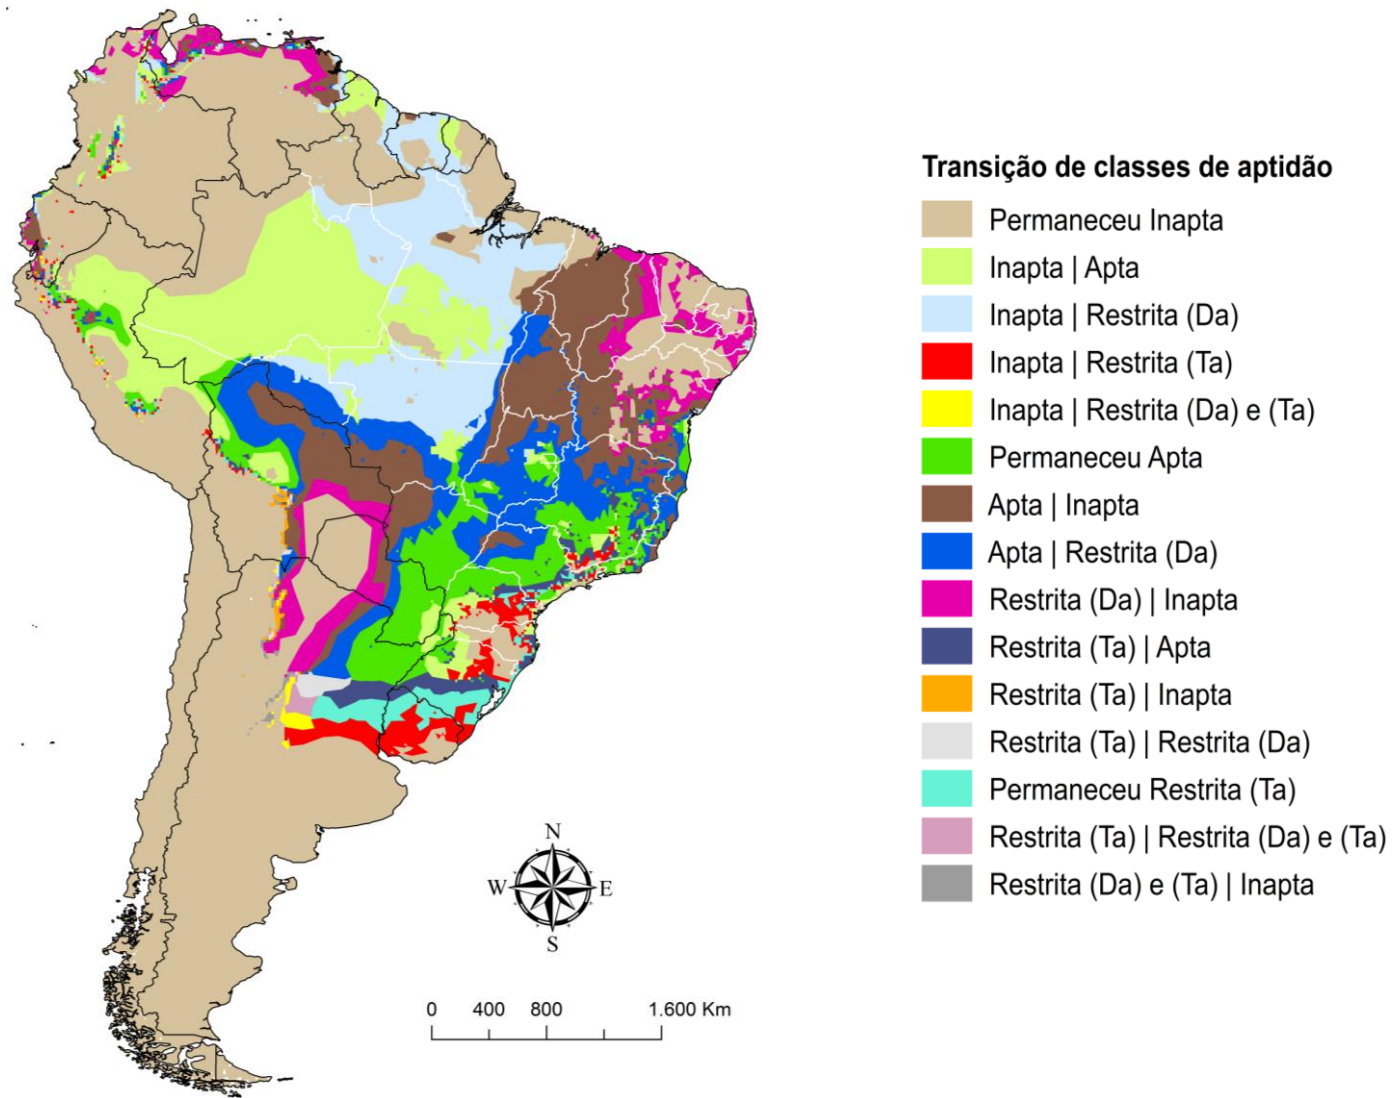 Transição de classes de aptidão
Permaneceu Inapta
Inapta | Apta
Inapta | Restrita (Da)
Inapta | Restrita (Ta)
Inapta | Restrita (Da) e (Ta)
Permaneceu Apta
Apta | Inapta
Apta | Restrita (Da)
Restrita (Da) | Inapta
Restrita (Ta) | Apta
Restrita (Ta) | Inapta
Restrita (Ta) | Restrita (Da)
Permaneceu Restrita (Ta)
Restrita (Ta) | Restrita (Da) e (Ta)
Restrita (Da) e (Ta) | Inapta
N
W E
S
0 400 800 1.600 Km